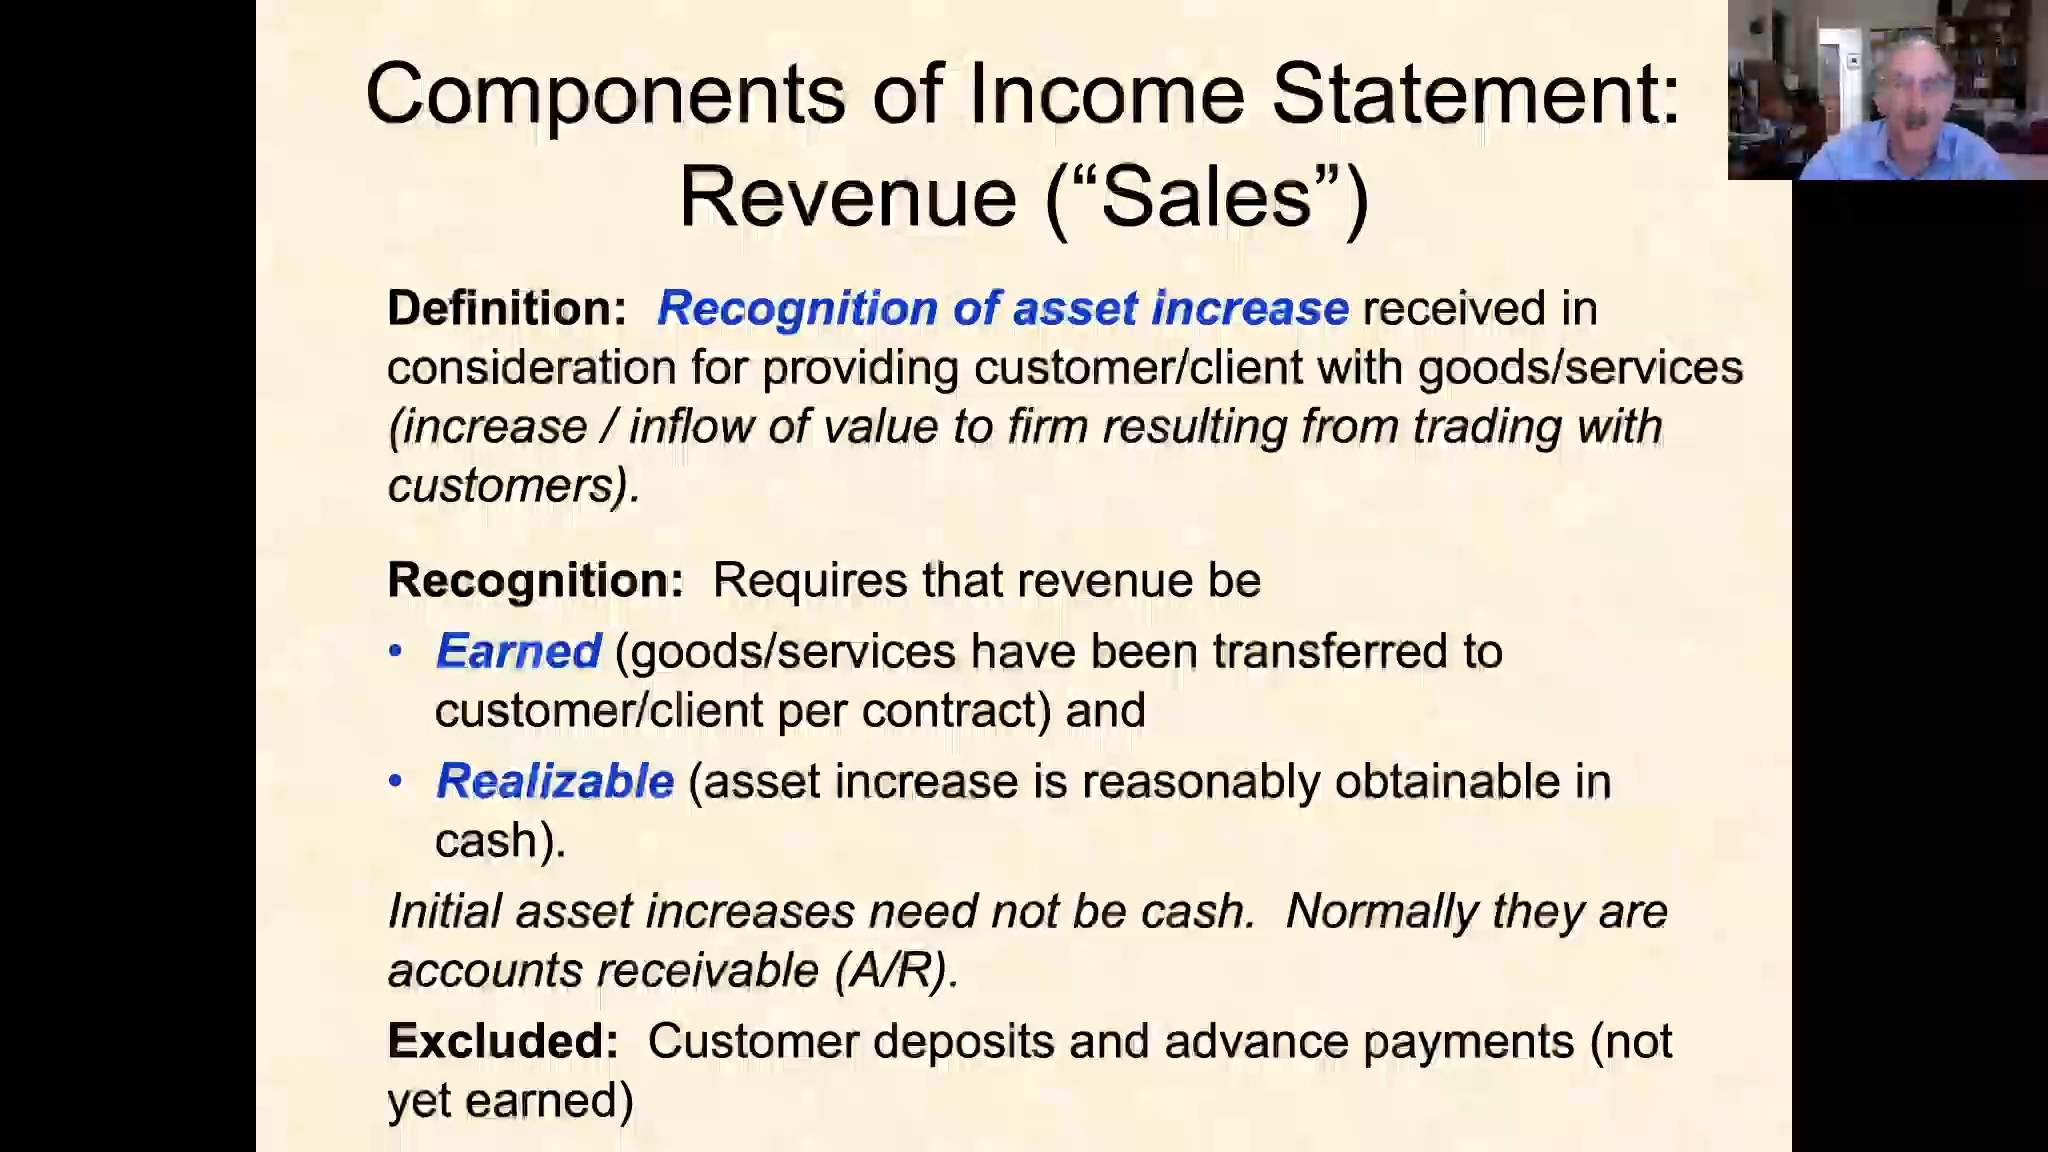 Components of Income Statement:
Revenue (“Sales”)
Definition: Recognition of asset increase received in
consideration for providing customer/client with goods/services
(increase / inflow of value to firm resulting from trading with
customers).
Recognition: Requires that revenue be
• Earned (goods/services have been transferred to
customer/client per contract) and
• Realizable (asset increase is reasonably obtainable in
cash).
Initial asset increases need not be cash. Normally they are
accounts receivable (A/R).
Excluded: Customer deposits and advance payments (not
yet earned)